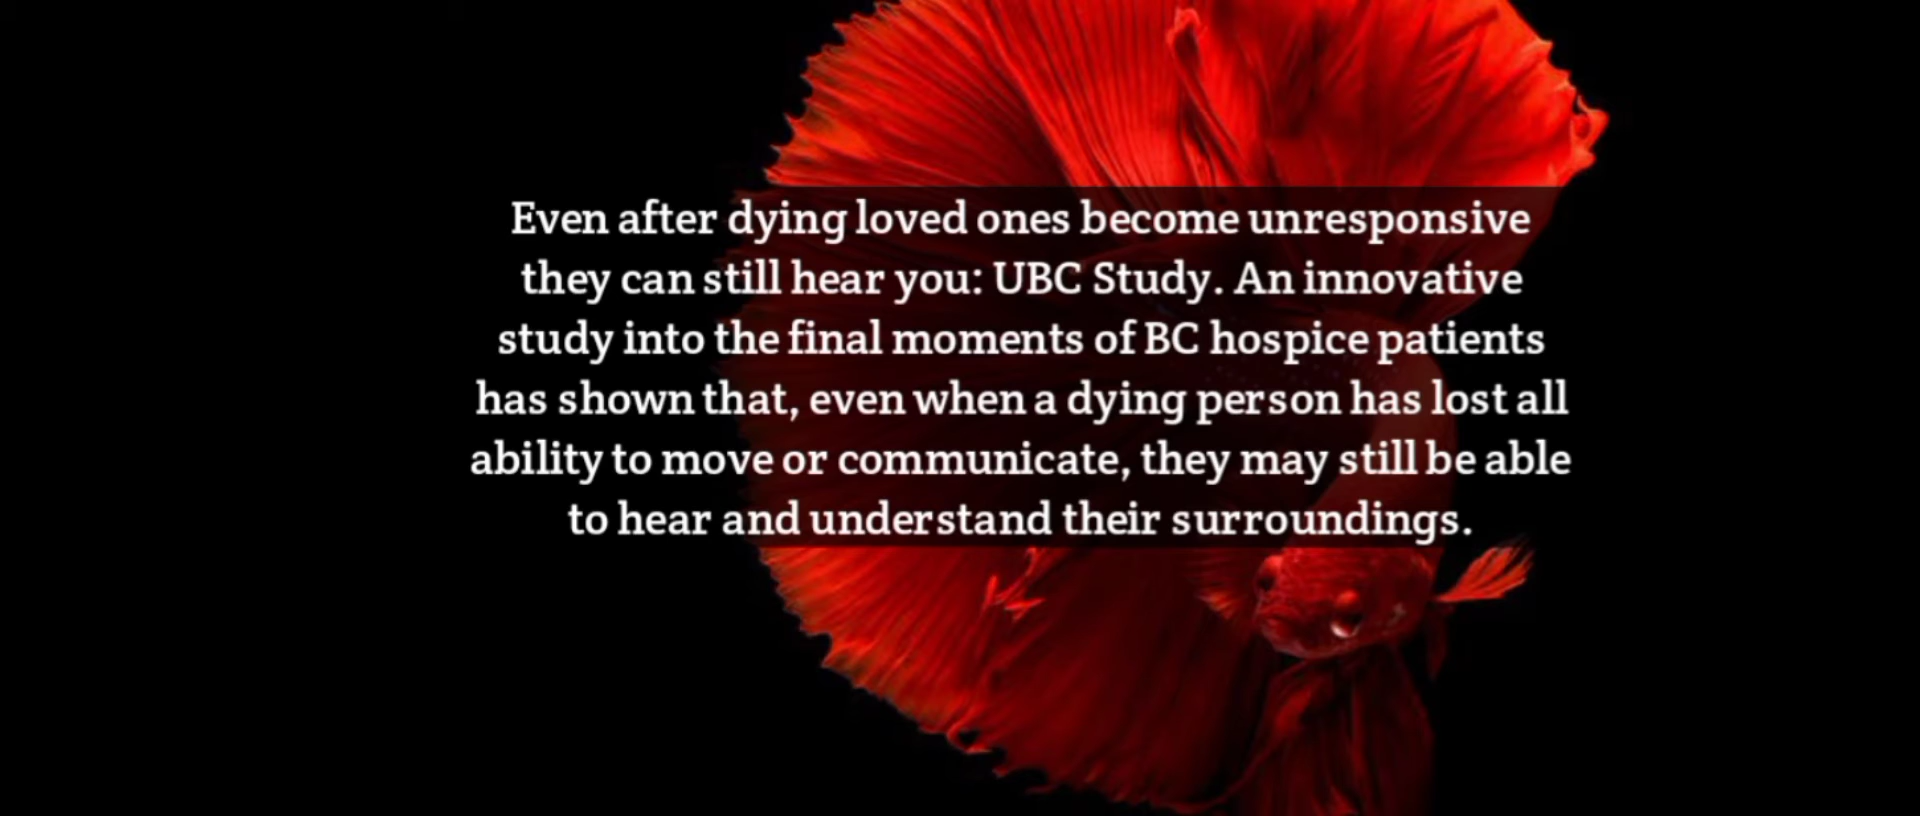 Even after dying loved ones become unresponsive
they can still hear you: UBC Study. An innovative
study into the final moments of BC hospice patients
has shown that, even when a dying person has lost all
ability to move or communicate, they may still be able
to hear and understand their surroundings.